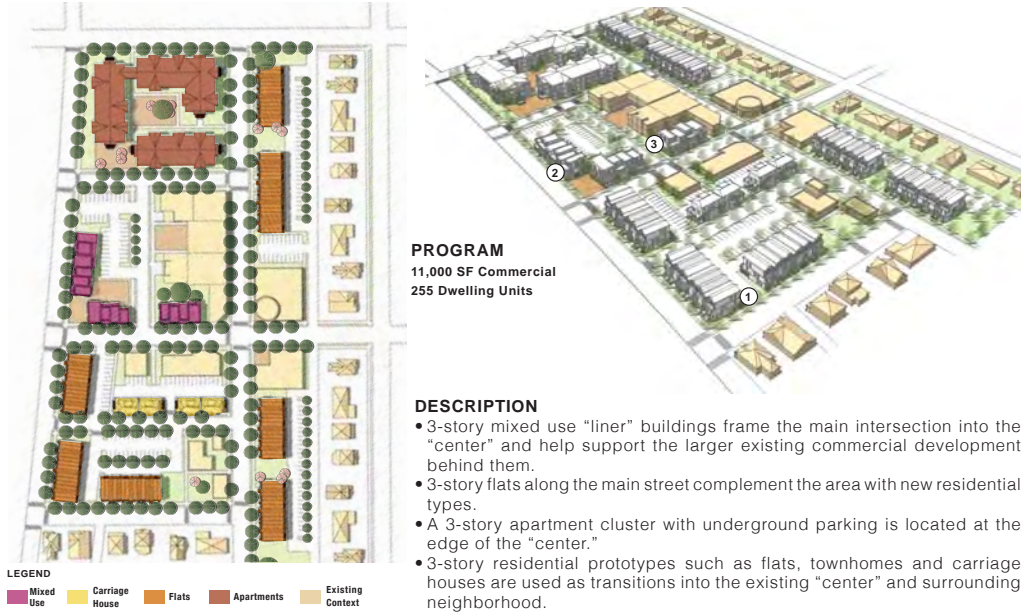 PROGRAM
11,000 SF Commercial
255 Dwelling Units
3
2
1
DESCRIPTION
• 3-story mixed use “liner” buildings frame the main intersection into the
“center” and help support the larger existing commercial development
behind them.
• 3-story flats along the main street complement the area with new residential
types.
• A 3-story apartment cluster with underground parking is located at the
edge of the “center.”
• 3-story residential prototypes such as flats, townhomes and carriage
houses are used as transitions into the existing “center” and surrounding
neighborhood.
LEGEND
Mixed
Use
Carriage
House
Flats
Apartments
Existing
Context